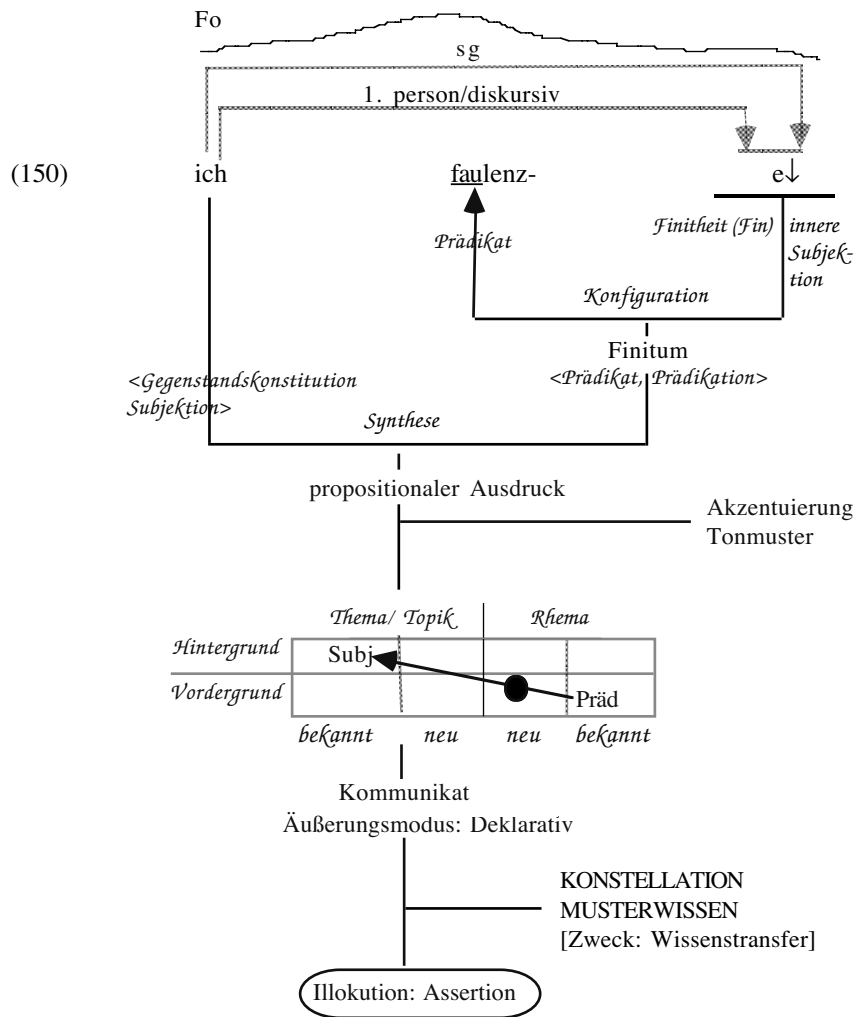 Fo
sg
1. person/diskursiv
(150) ich faulenz- e↓
Prädikat
Finitheit (Fin) innere
Subjek-
tion
Konfiguration
Finitum
<Gegenstandskonstitution <Prädikat, Prädikation>
Subjektion>
Synthese
propositionaler Ausdruck
Akzentuierung
Tonmuster
Thema/ Topik Rhema
Hintergrund Subj
Vordergrund Präd
bekannt neu neu bekannt
Kommunikat
Äußerungsmodus: Deklarativ
KONSTELLATION
MUSTERWISSEN
[Zweck: Wissenstransfer]
Illokution: Assertion